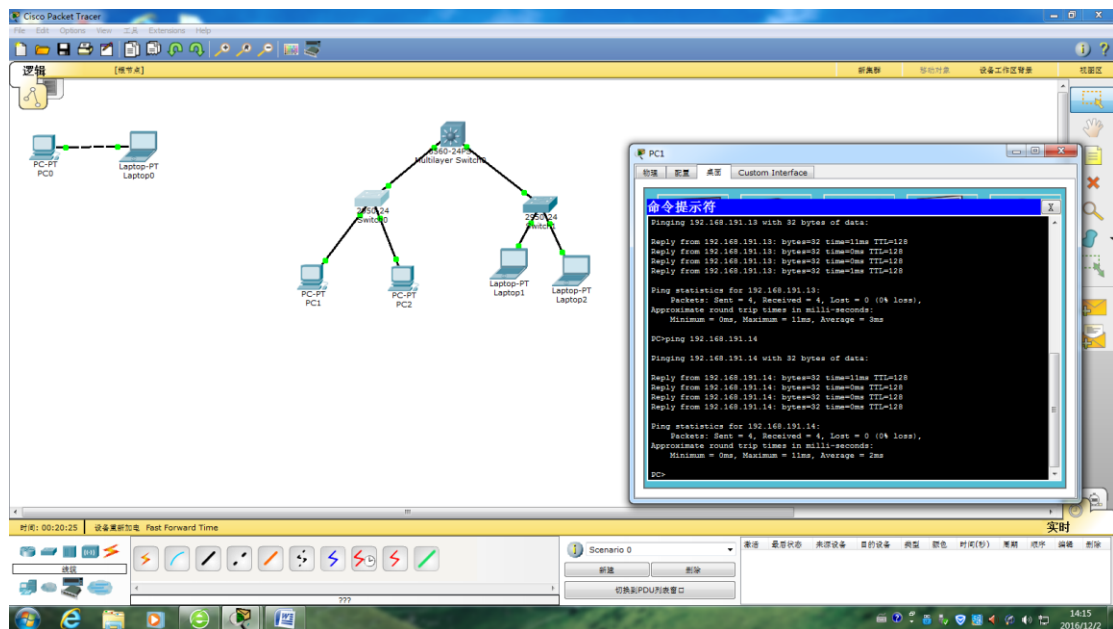 Cisco Packet Tracer
File Edit Options View 工具 Extensions Help
逻辑 [根节点] 新集群 移动对象 设备工作区背景 视图区
PC-PT
PC0
Laptop-PT
Laptop0
3560-24PS
Multilayer Switch0
2950-24
Switch0
2950-24
Switch1
PC-PT
PC1
PC-PT
PC2
Laptop-PT
Laptop1
Laptop-PT
Laptop2
PC1
物理 配置 桌面 Custom Interface
命令提示符 X
Pinging 192.168.191.13 with 32 bytes of data:
Reply from 192.168.191.13: bytes=32 time=11ms TTL=128
Reply from 192.168.191.13: bytes=32 time=0ms TTL=128
Reply from 192.168.191.13: bytes=32 time=0ms TTL=128
Reply from 192.168.191.13: bytes=32 time=1ms TTL=128
Ping statistics for 192.168.191.13:
Packets: Sent = 4, Received = 4, Lost = 0 (0% loss),
Approximate round trip times in milli-seconds:
Minimum = 0ms, Maximum = 11ms, Average = 3ms
PC>ping 192.168.191.14
Pinging 192.168.191.14 with 32 bytes of data:
Reply from 192.168.191.14: bytes=32 time=11ms TTL=128
Reply from 192.168.191.14: bytes=32 time=0ms TTL=128
Reply from 192.168.191.14: bytes=32 time=0ms TTL=128
Reply from 192.168.191.14: bytes=32 time=0ms TTL=128
Ping statistics for 192.168.191.14:
Packets: Sent = 4, Received = 4, Lost = 0 (0% loss),
Approximate round trip times in milli-seconds:
Minimum = 0ms, Maximum = 11ms, Average = 2ms
PC>
时间: 00:20:25 设备重新加电 Fast Forward Time 实时
线缆
???
Scenario 0
新建 删除
切换到PDU列表窗口
激活 最后状态 来源设备 目的设备 类型 颜色 时间(秒) 周期 顺序 编辑 删除
14:15
2016/12/2